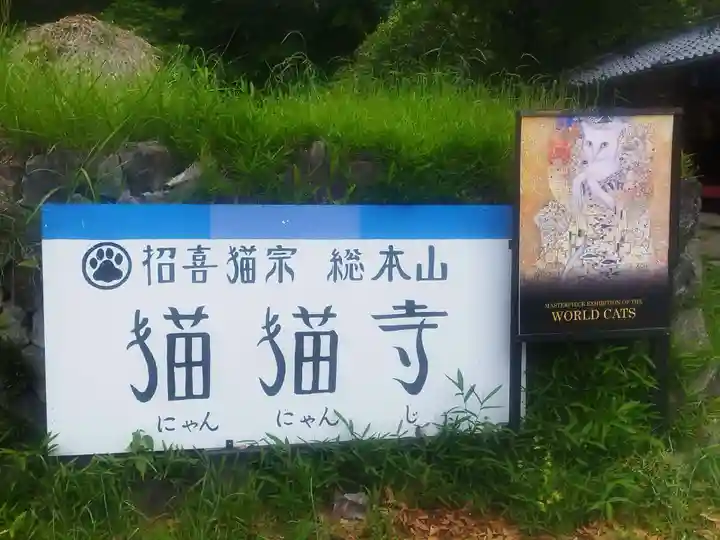 招喜猫宗 総本山
猫猫寺
にゃん にゃん じ
MASTERPIECE EXHIBITION OF THE
WORLD CATS